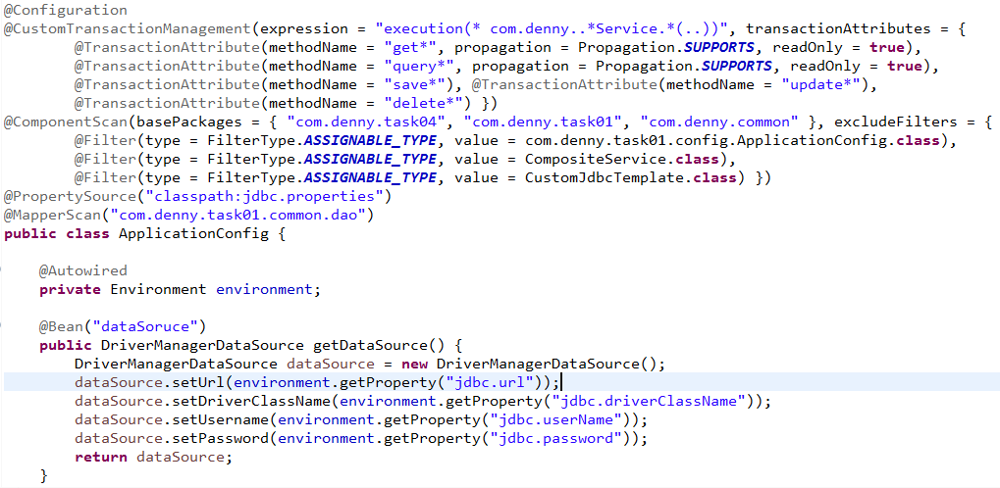 @Configuration
@CustomTransactionManagement(expression = "execution(* com.denny..*Service.*(..))", transactionAttributes = {
        @TransactionAttribute(methodName = "get*", propagation = Propagation.SUPPORTS, readOnly = true),
        @TransactionAttribute(methodName = "query*", propagation = Propagation.SUPPORTS, readOnly = true),
        @TransactionAttribute(methodName = "save*"), @TransactionAttribute(methodName = "update*"),
        @TransactionAttribute(methodName = "delete*") })
@ComponentScan(basePackages = { "com.denny.task04", "com.denny.task01", "com.denny.common" }, excludeFilters = {
        @Filter(type = FilterType.ASSIGNABLE_TYPE, value = com.denny.task01.config.ApplicationConfig.class),
        @Filter(type = FilterType.ASSIGNABLE_TYPE, value = CompositeService.class),
        @Filter(type = FilterType.ASSIGNABLE_TYPE, value = CustomJdbcTemplate.class) })
@PropertySource("classpath:jdbc.properties")
@MapperScan("com.denny.task01.common.dao")
public class ApplicationConfig {
    @Autowired
    private Environment environment;
    @Bean("dataSoruce")
    public DriverManagerDataSource getDataSource() {
        DriverManagerDataSource dataSource = new DriverManagerDataSource();
        dataSource.setUrl(environment.getProperty("jdbc.url"));
        dataSource.setDriverClassName(environment.getProperty("jdbc.driverClassName"));
        dataSource.setUsername(environment.getProperty("jdbc.userName"));
        dataSource.setPassword(environment.getProperty("jdbc.password"));
        return dataSource;
    }